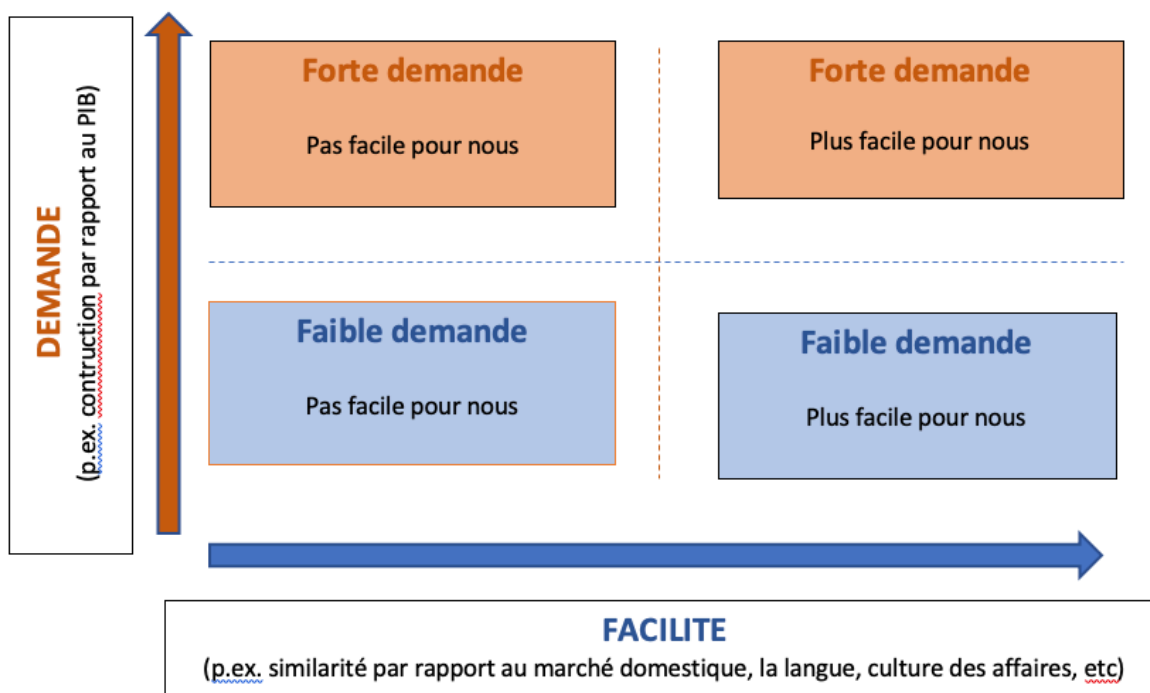 DEMANDE
(p.ex. contruction par rapport au PIB)
Forte demande
Pas facile pour nous
Forte demande
Plus facile pour nous
Faible demande
Pas facile pour nous
Faible demande
Plus facile pour nous
FACILITE
(p.ex. similarité par rapport au marché domestique, la langue, culture des affaires, etc)